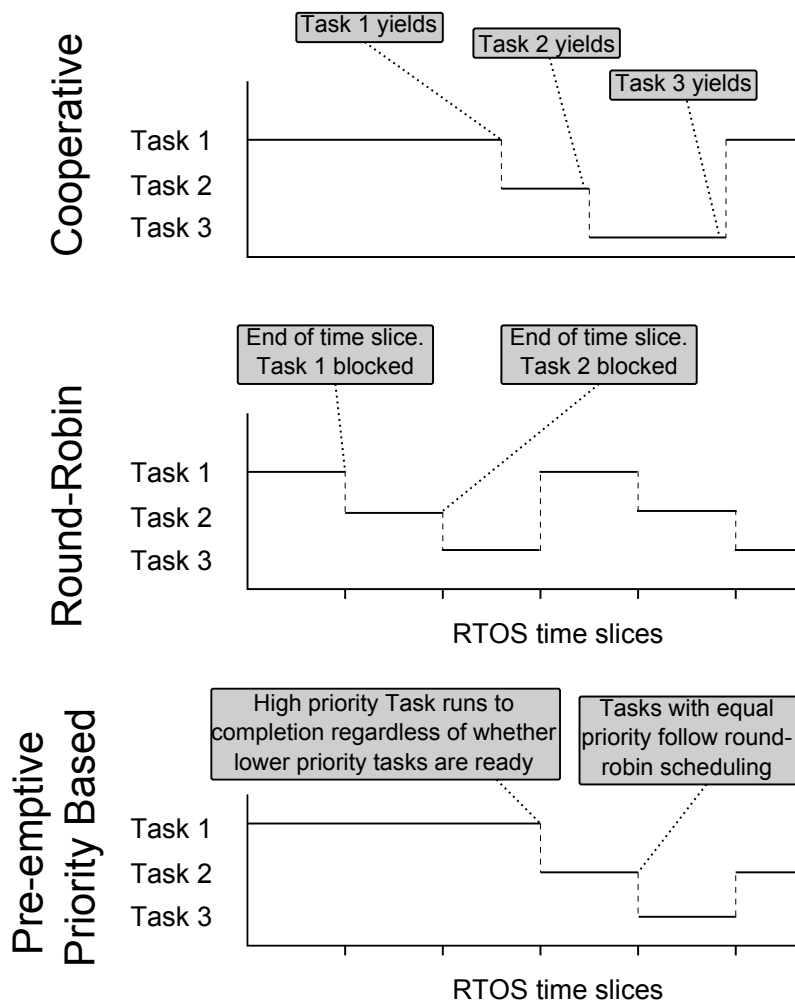 Cooperative
Task 1 yields
Task 2 yields
Task 3 yields
Task 1
Task 2
Task 3
Round-Robin
End of time slice.
Task 1 blocked
End of time slice.
Task 2 blocked
Task 1
Task 2
Task 3
RTOS time slices
Pre-emptive
Priority Based
High priority Task runs to
completion regardless of whether
lower priority tasks are ready
Tasks with equal
priority follow round-
robin scheduling
Task 1
Task 2
Task 3
RTOS time slices